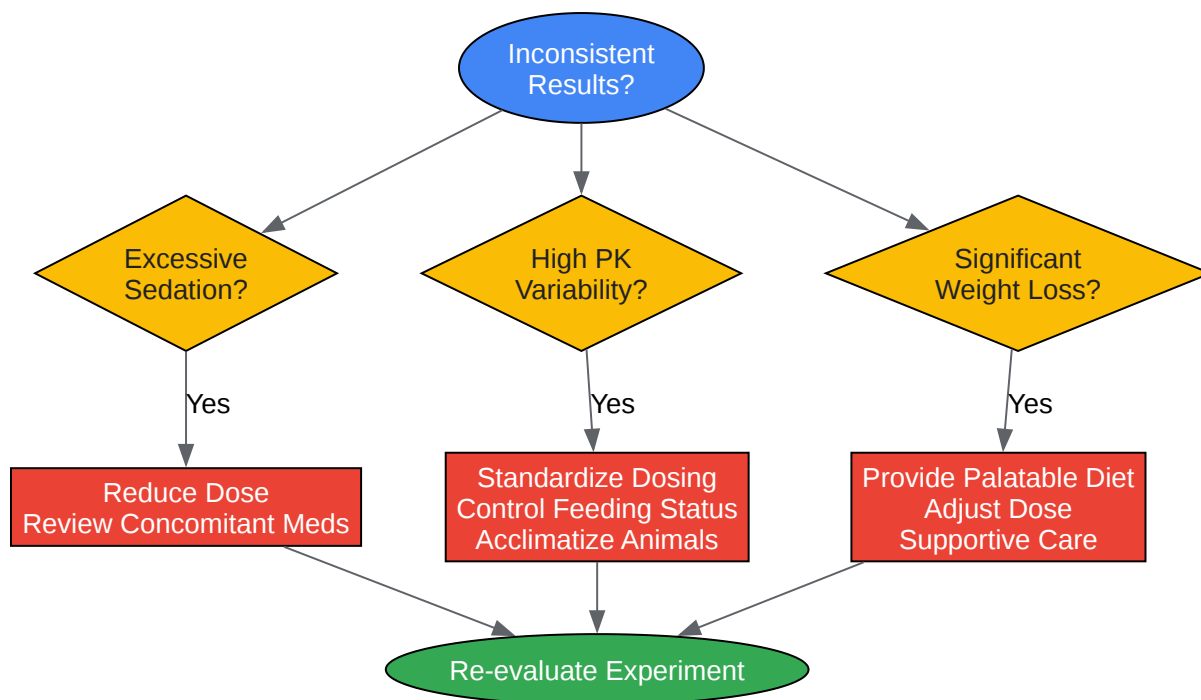 Inconsistent
Results?
Excessive
Sedation?
High PK
Variability?
Significant
Weight Loss?
Yes
Yes
Yes
Reduce Dose
Review Concomitant Meds
Standardize Dosing
Control Feeding Status
Acclimatize Animals
Provide Palatable Diet
Adjust Dose
Supportive Care
Re-evaluate Experiment